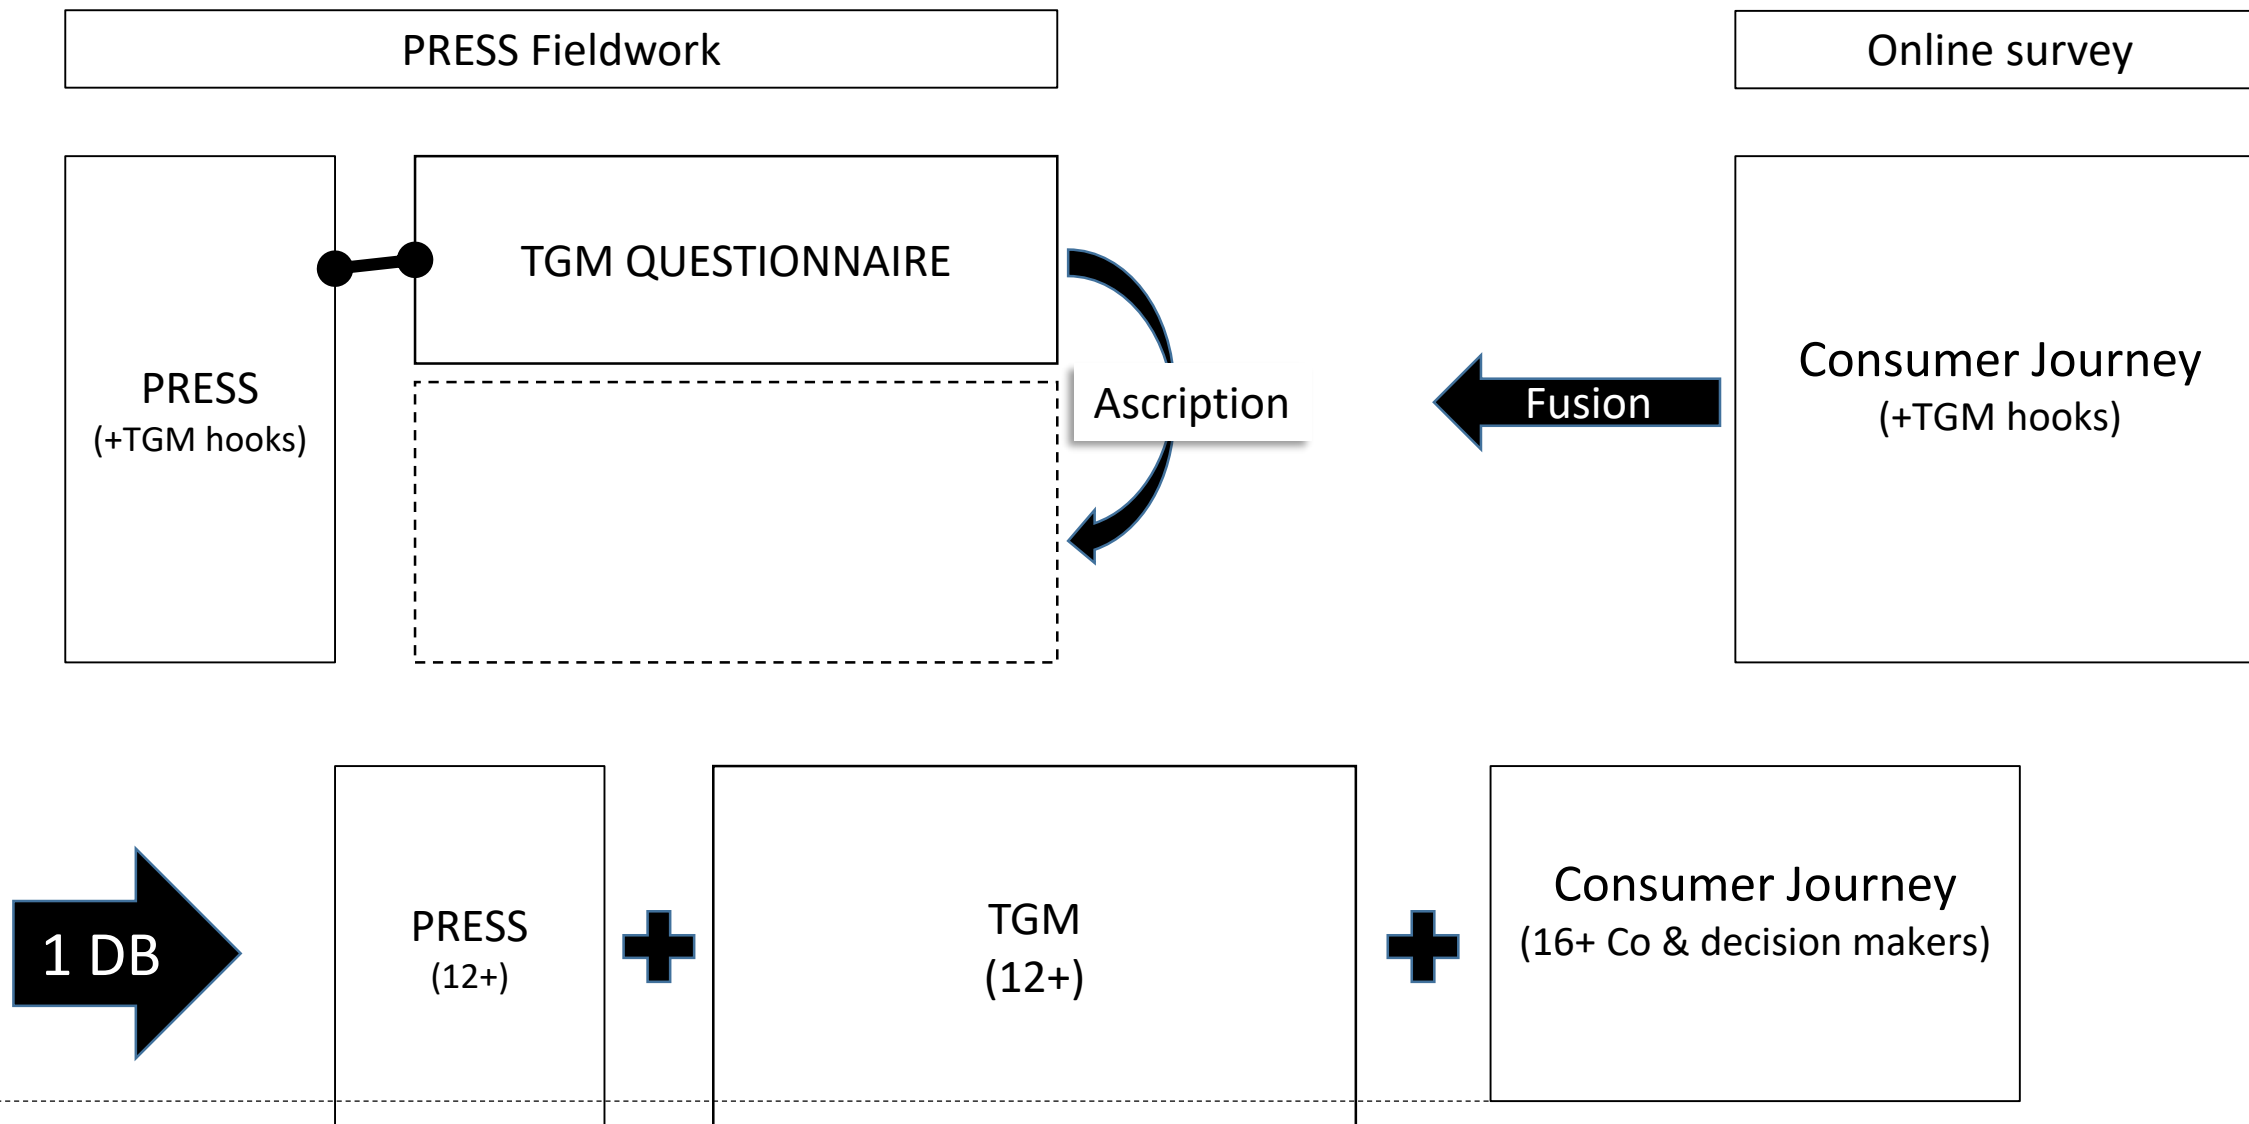 PRESS Fieldwork
Online survey
TGM QUESTIONNAIRE
PRESS
(+TGM hooks)
Ascription
Fusion
Consumer Journey
(+TGM hooks)
1 DB
PRESS
(12+)
TGM
(12+)
Consumer Journey
(16+ Co & decision makers)